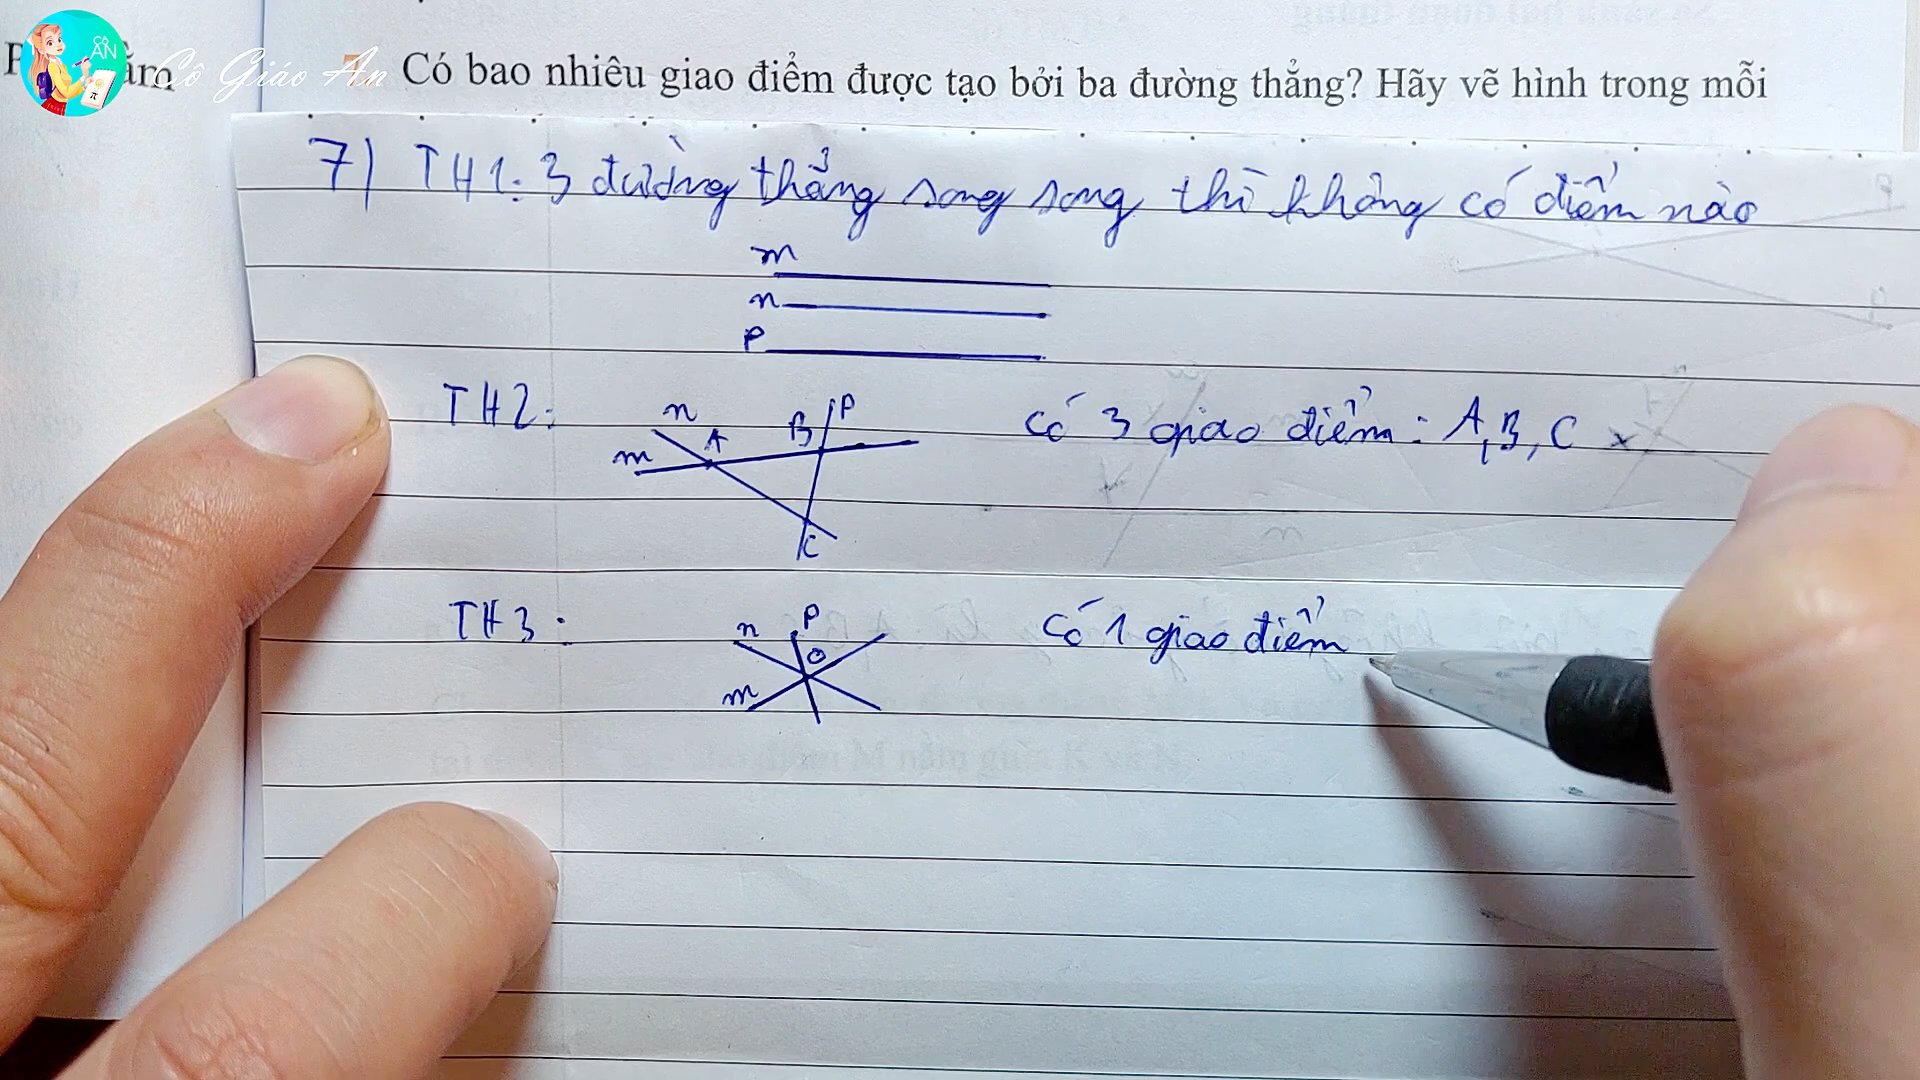 CÔ AN
Cô Giáo An
Có bao nhiêu giao điểm được tạo bởi ba đường thẳng? Hãy vẽ hình trong mỗi
7) TH1: 3 đường thẳng song song thì không có điểm nào
m
n
P
TH2: n A B P có 3 giao điểm: A, B, C
m
C
TH3: n P O có 1 giao điểm
m